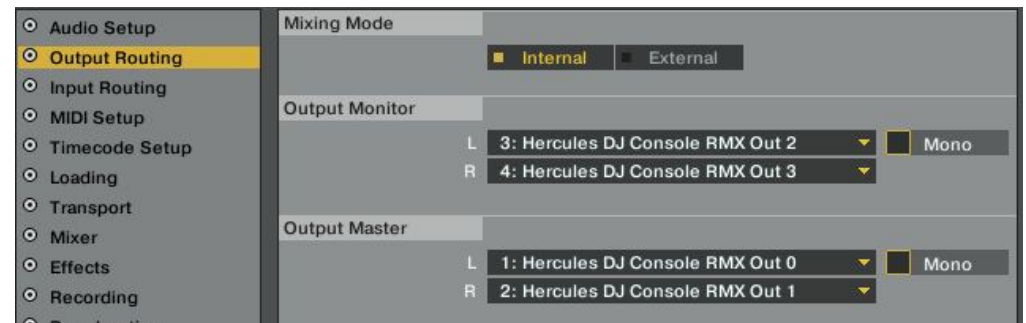 Audio Setup
Output Routing
Input Routing
MIDI Setup
Timecode Setup
Loading
Transport
Mixer
Effects
Recording
Mixing Mode
Internal External
Output Monitor
L 3: Hercules DJ Console RMX Out 2 Mono
R 4: Hercules DJ Console RMX Out 3
Output Master
L 1: Hercules DJ Console RMX Out 0 Mono
R 2: Hercules DJ Console RMX Out 1